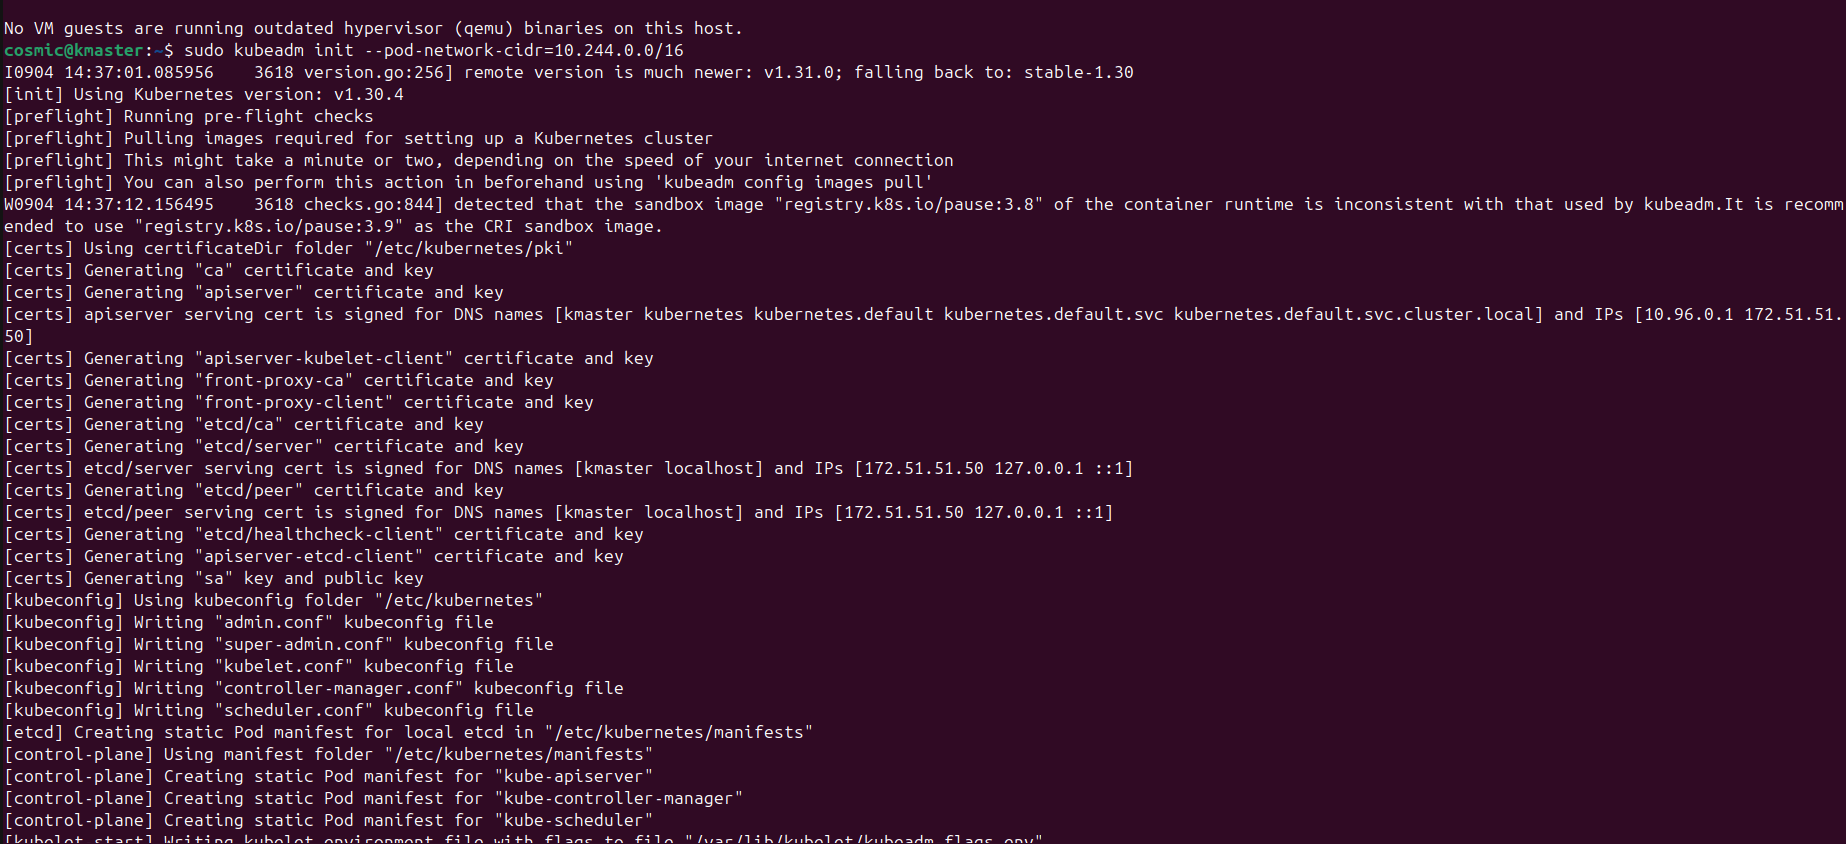 No VM guests are running outdated hypervisor (qemu) binaries on this host.
cosmic@kmaster:~$ sudo kubeadm init --pod-network-cidr=10.244.0.0/16
I0904 14:37:01.085956    3618 version.go:256] remote version is much newer: v1.31.0; falling back to: stable-1.30
[init] Using Kubernetes version: v1.30.4
[preflight] Running pre-flight checks
[preflight] Pulling images required for setting up a Kubernetes cluster
[preflight] This might take a minute or two, depending on the speed of your internet connection
[preflight] You can also perform this action in beforehand using 'kubeadm config images pull'
W0904 14:37:12.156495    3618 checks.go:844] detected that the sandbox image "registry.k8s.io/pause:3.8" of the container runtime is inconsistent with that used by kubeadm.It is recomm
ended to use "registry.k8s.io/pause:3.9" as the CRI sandbox image.
[certs] Using certificateDir folder "/etc/kubernetes/pki"
[certs] Generating "ca" certificate and key
[certs] Generating "apiserver" certificate and key
[certs] apiserver serving cert is signed for DNS names [kmaster kubernetes kubernetes.default kubernetes.default.svc kubernetes.default.svc.cluster.local] and IPs [10.96.0.1 172.51.51.
50]
[certs] Generating "apiserver-kubelet-client" certificate and key
[certs] Generating "front-proxy-ca" certificate and key
[certs] Generating "front-proxy-client" certificate and key
[certs] Generating "etcd/ca" certificate and key
[certs] Generating "etcd/server" certificate and key
[certs] etcd/server serving cert is signed for DNS names [kmaster localhost] and IPs [172.51.51.50 127.0.0.1 ::1]
[certs] Generating "etcd/peer" certificate and key
[certs] etcd/peer serving cert is signed for DNS names [kmaster localhost] and IPs [172.51.51.50 127.0.0.1 ::1]
[certs] Generating "etcd/healthcheck-client" certificate and key
[certs] Generating "apiserver-etcd-client" certificate and key
[certs] Generating "sa" key and public key
[kubeconfig] Using kubeconfig folder "/etc/kubernetes"
[kubeconfig] Writing "admin.conf" kubeconfig file
[kubeconfig] Writing "super-admin.conf" kubeconfig file
[kubeconfig] Writing "kubelet.conf" kubeconfig file
[kubeconfig] Writing "controller-manager.conf" kubeconfig file
[kubeconfig] Writing "scheduler.conf" kubeconfig file
[etcd] Creating static Pod manifest for local etcd in "/etc/kubernetes/manifests"
[control-plane] Using manifest folder "/etc/kubernetes/manifests"
[control-plane] Creating static Pod manifest for "kube-apiserver"
[control-plane] Creating static Pod manifest for "kube-controller-manager"
[control-plane] Creating static Pod manifest for "kube-scheduler"
[kubelet-start] Writing kubelet environment file with flags to file "/var/lib/kubelet/kubeadm-flags.env"